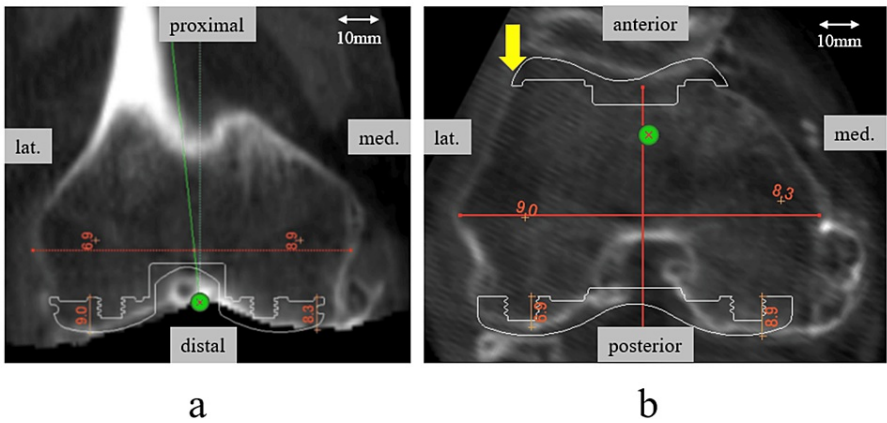 proximal
10mm
lat.
med.
6.9
8.9
9.0
8.3
distal
a
anterior
10mm
lat.
med.
9.0
8.3
6.9
8.9
posterior
b